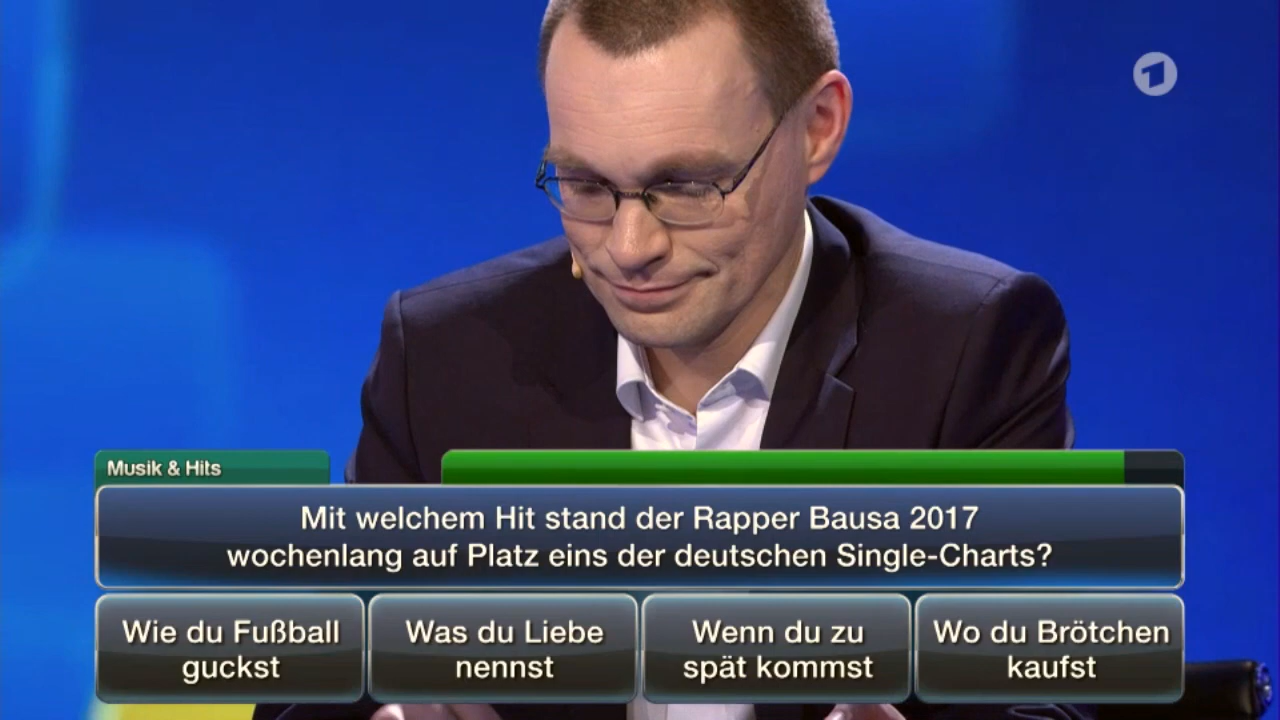 1
Musik & Hits
Mit welchem Hit stand der Rapper Bausa 2017
wochenlang auf Platz eins der deutschen Single-Charts?
Wie du Fußball
guckst
Was du Liebe
nennst
Wenn du zu
spät kommst
Wo du Brötchen
kaufst